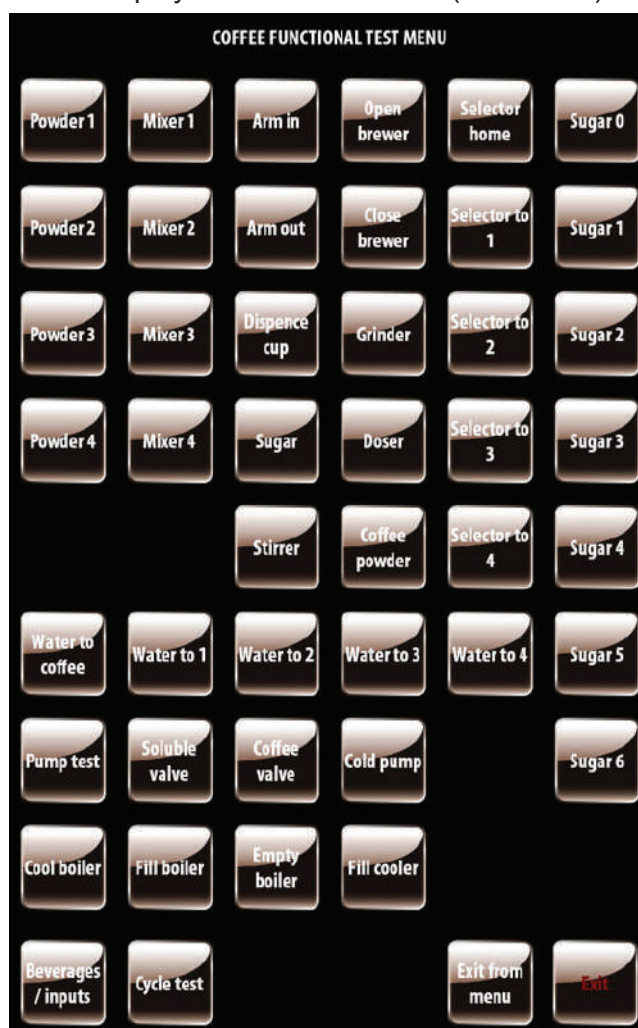 COFFEE FUNCTIONAL TEST MENU
Powder 1
Mixer 1
Arm in
Open
brewer
Selector
home
Sugar 0
Powder 2
Mixer 2
Arm out
Close
brewer
Selector to
1
Sugar 1
Powder 3
Mixer 3
Dispence
cup
Grinder
Selector to
2
Sugar 2
Powder 4
Mixer 4
Sugar
Doser
Selector to
3
Sugar 3
Stirrer
Coffee
powder
Selector to
4
Sugar 4
Water to
coffee
Water to 1
Water to 2
Water to 3
Water to 4
Sugar 5
Pump test
Soluble
valve
Coffee
valve
Cold pump
Sugar 6
Cool boiler
Fill boiler
Empty
boiler
Fill cooler
Beverages
/ inputs
Cycle test
Exit from
menu
Exit